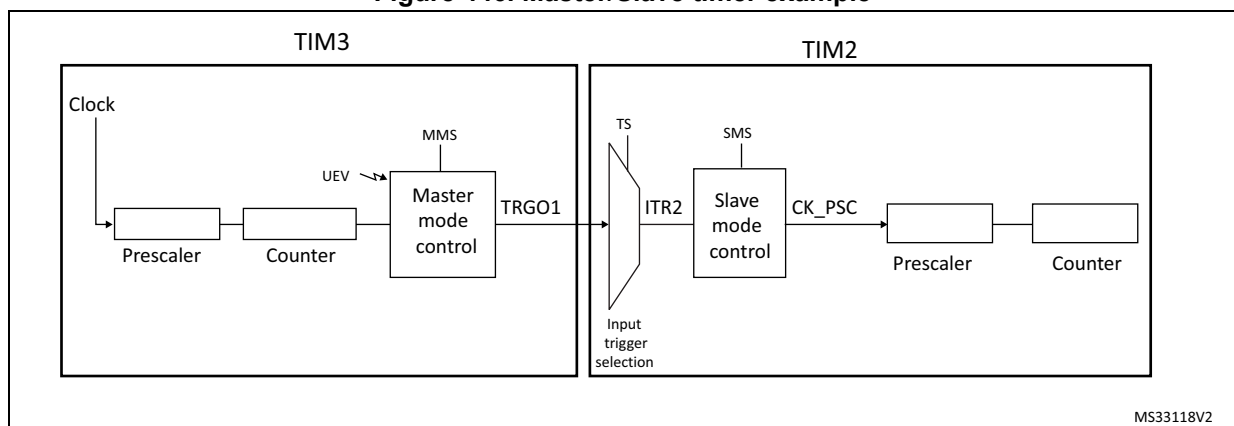 Figure Master/Slave timer example
TIM3
TIM2
Clock
MMS
TS
SMS
UEV
Master
mode
control
TRGO1
ITR2
Slave
mode
control
CK_PSC
Prescaler
Counter
Prescaler
Counter
Input
trigger
selection
MS33118V2